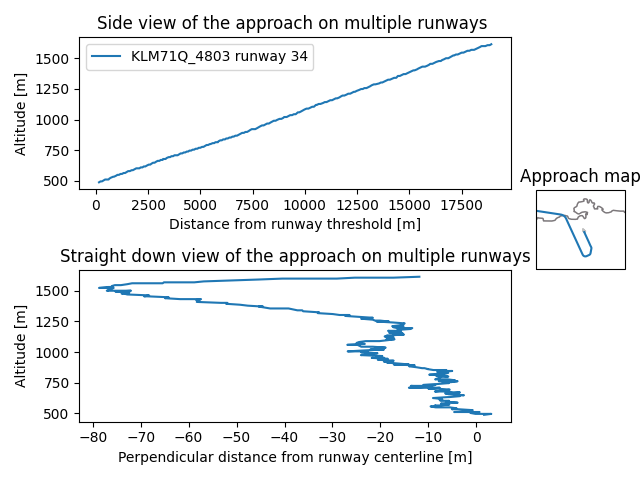 Side view of the approach on multiple runways
1500
1250
1000
750
500
Altitude [m]
KLM71Q_4803 runway 34
0 2500 5000 7500 10000 12500 15000 17500
Distance from runway threshold [m]
Approach map
Straight down view of the approach on multiple runways
1500
1250
1000
750
500
Altitude [m]
−80 −70 −60 −50 −40 −30 −20 −10 0
Perpendicular distance from runway centerline [m]